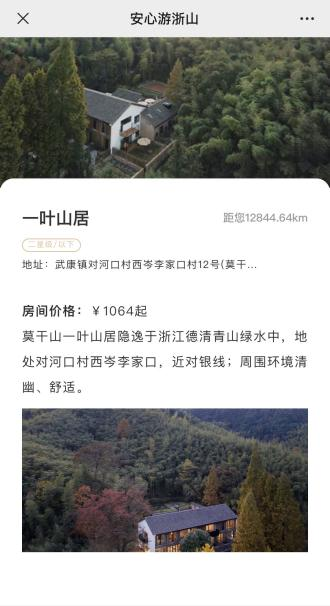 安心游浙山
一叶山居
距您12844.64km
二星级/以下
地址：武康镇对河口村西岑李家口村12号(莫干...
房间价格：￥1064起
莫干山一叶山居隐逸于浙江德清青山绿水中，地
处对河口村西岑李家口，近对银线；周围环境清
幽、舒适。